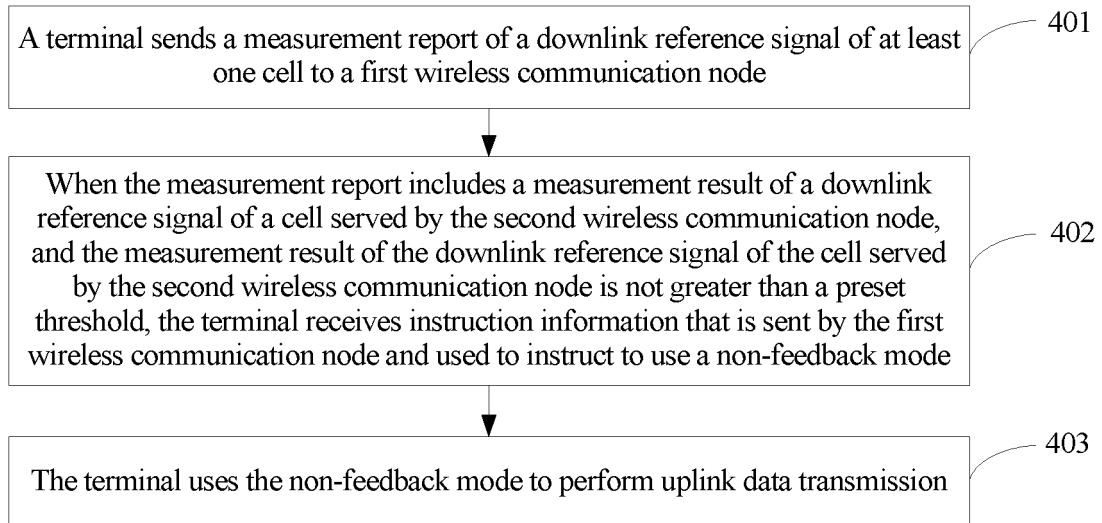 A terminal sends a measurement report of a downlink reference signal of at least
one cell to a first wireless communication node
401
When the measurement report includes a measurement result of a downlink
reference signal of a cell served by the second wireless communication node,
and the measurement result of the downlink reference signal of the cell served
by the second wireless communication node is not greater than a preset
threshold, the terminal receives instruction information that is sent by the first
wireless communication node and used to instruct to use a non-feedback mode
402
The terminal uses the non-feedback mode to perform uplink data transmission
403